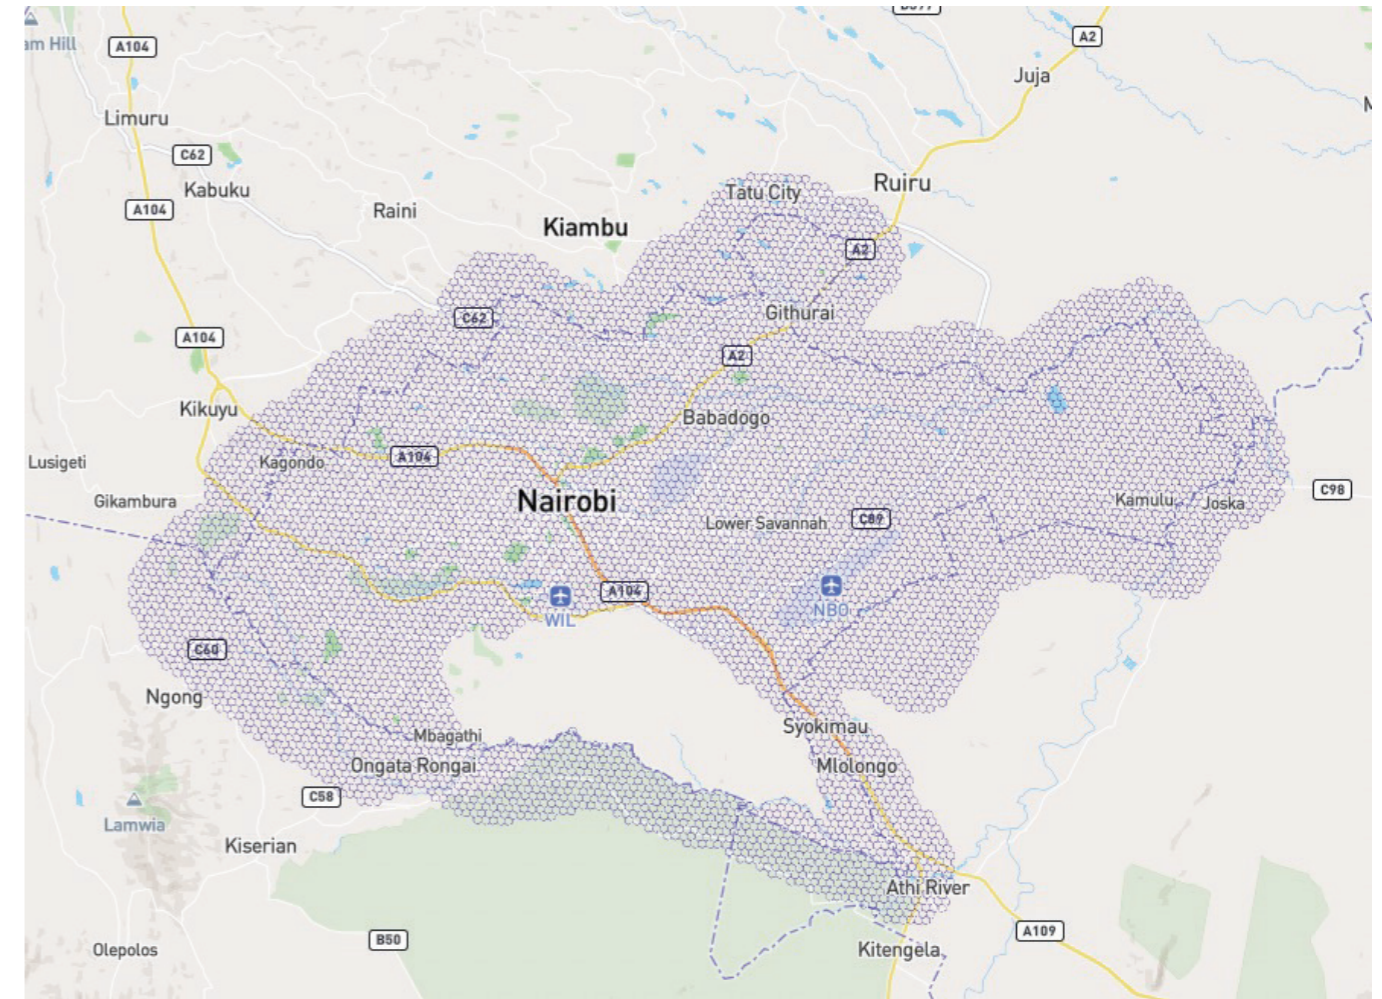 A2
am Hill
A104
Juja
Limuru
C62
Kabuku
Tatu City
Ruiru
A104
Raini
Kiambu
A2
Githurai
C62
A104
A2
Kikuyu
Babadogo
A104
Lusigeti
Kagondo
C98
Gikambura
Nairobi
Kamulu
Joska
Lower Savannah
C89
A104
NBO
WIL
C60
Ngong
Syokimau
Mbagathi
Ongata Rongai
Mlolongo
C58
Lamwia
Kiserian
Athi River
A109
B50
Olepolos
Kitengela